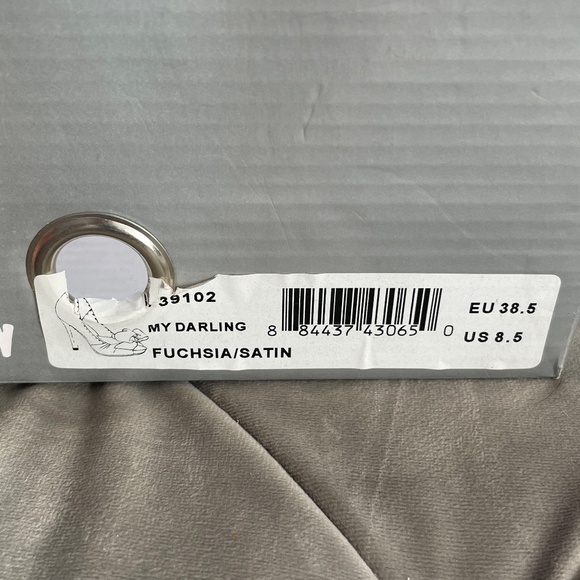 39102
MY DARLING
FUCHSIA/SATIN
8 84437 43065 0
EU 38.5
US 8.5